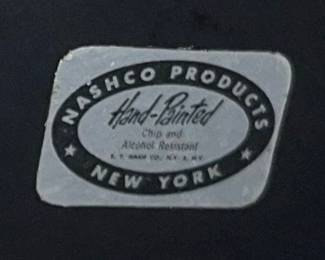 NASHCO PRODUCTS
Hand-Painted
Chip and
Alcohol Resistant
NEW YORK